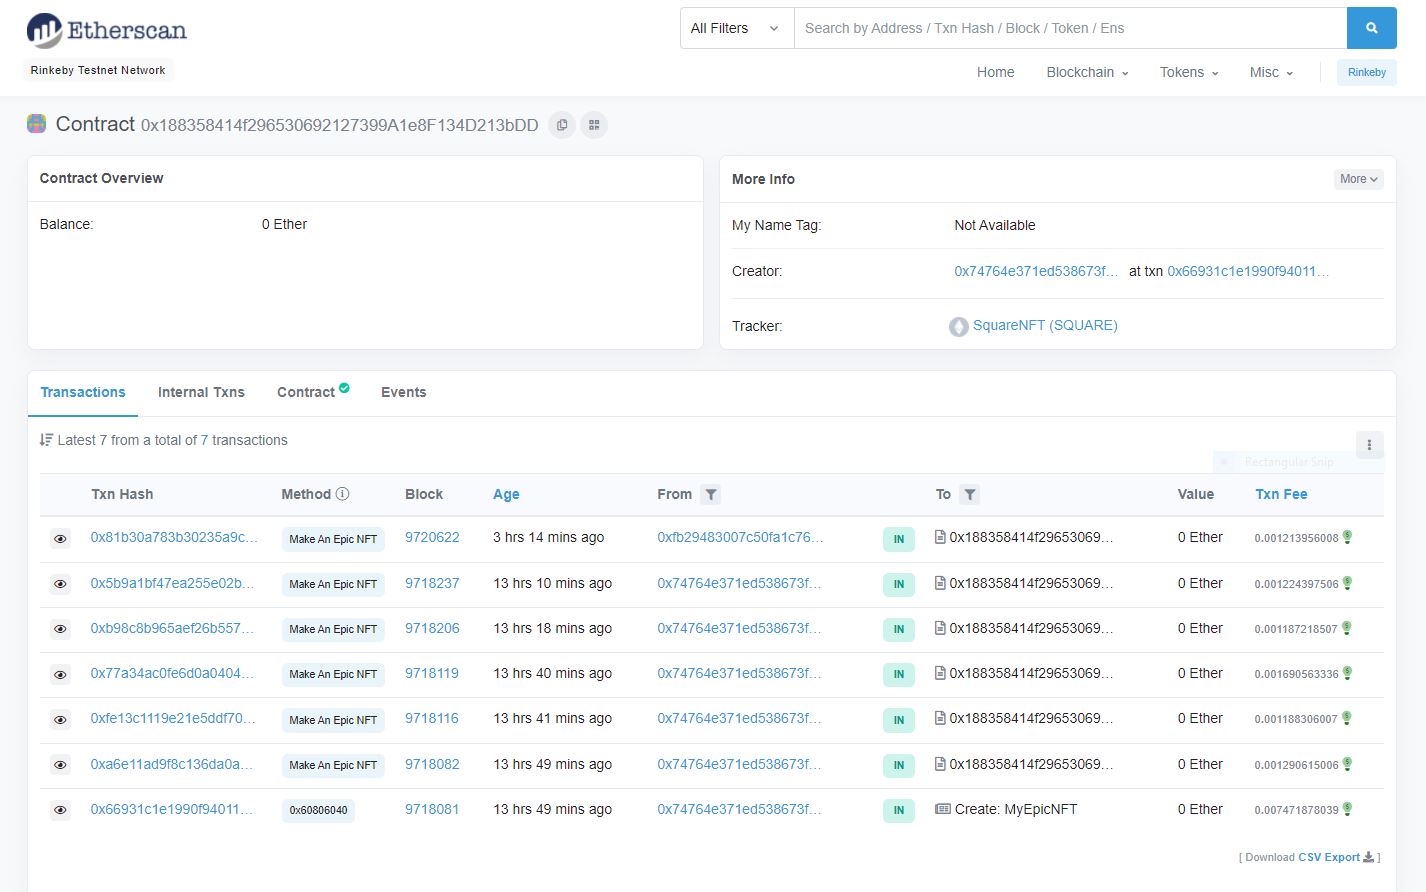 Etherscan
All Filters
Search by Address / Txn Hash / Block / Token / Ens
Rinkeby Testnet Network
Home Blockchain Tokens Misc Rinkeby
Contract 0x188358414f296530692127399A1e8F134D213bDD
Contract Overview
Balance: 0 Ether
More Info More
My Name Tag: Not Available
Creator: 0x74764e371ed538673f... at txn 0x66931c1e1990f94011...
Tracker: SquareNFT (SQUARE)
Transactions Internal Txns Contract Events
Latest 7 from a total of 7 transactions
Rectangular Snip
Txn Hash Method Block Age From To Value Txn Fee
0x81b30a783b30235a9c... Make An Epic NFT 9720622 3 hrs 14 mins ago 0xfb29483007c50fa1c76... IN 0x188358414f29653069... 0 Ether 0.001213956008
0x5b9a1bf47ea255e02b... Make An Epic NFT 9718237 13 hrs 10 mins ago 0x74764e371ed538673f... IN 0x188358414f29653069... 0 Ether 0.001224397506
0xb98c8b965aef26b557... Make An Epic NFT 9718206 13 hrs 18 mins ago 0x74764e371ed538673f... IN 0x188358414f29653069... 0 Ether 0.001187218507
0x77a34ac0fe6d0a0404... Make An Epic NFT 9718119 13 hrs 40 mins ago 0x74764e371ed538673f... IN 0x188358414f29653069... 0 Ether 0.001690563336
0xfe13c1119e21e5ddf70... Make An Epic NFT 9718116 13 hrs 41 mins ago 0x74764e371ed538673f... IN 0x188358414f29653069... 0 Ether 0.001188306007
0xa6e11ad9f8c136da0a... Make An Epic NFT 9718082 13 hrs 49 mins ago 0x74764e371ed538673f... IN 0x188358414f29653069... 0 Ether 0.001290615006
0x66931c1e1990f94011... 0x60806040 9718081 13 hrs 49 mins ago 0x74764e371ed538673f... IN Create: MyEpicNFT 0 Ether 0.007471878039
[ Download CSV Export ]